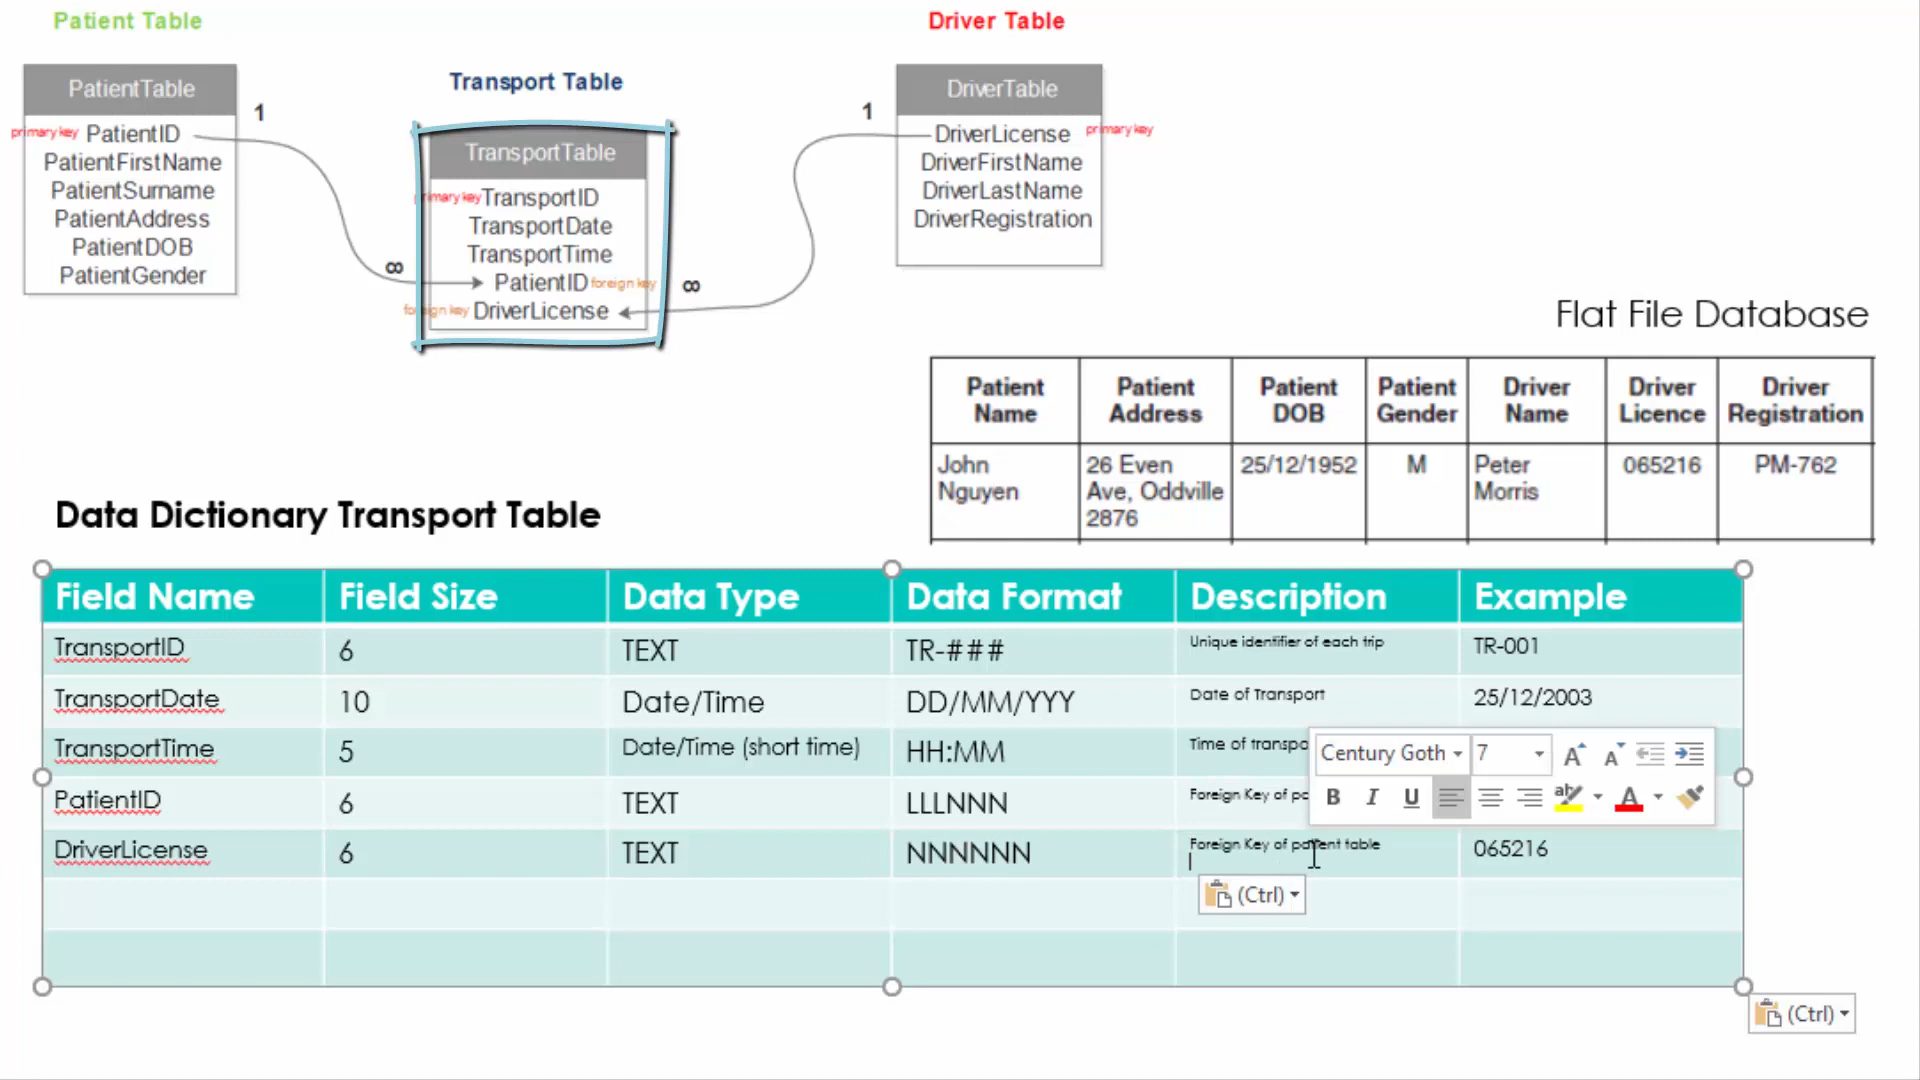 Patient Table
Driver Table
Transport Table
PatientTable
1
primary key PatientID
PatientFirstName
PatientSurname
PatientAddress
PatientDOB
PatientGender
∞
TransportTable
TransportID
TransportDate
TransportTime
PatientID foreign key
DriverLicense
∞
1
DriverTable
DriverLicense primary key
DriverFirstName
DriverLastName
DriverRegistration
Flat File Database
Patient Name
Patient Address
Patient DOB
Patient Gender
Driver Name
Driver Licence
Driver Registration
John Nguyen
26 Even Ave, Oddville 2876
25/12/1952
M
Peter Morris
065216
PM-762
Data Dictionary Transport Table
Field Name Field Size Data Type Data Format Description Example
TransportID 6 TEXT TR-### Unique identifier of each trip TR-001
TransportDate 10 Date/Time DD/MM/YYY Date of Transport 25/12/2003
TransportTime 5 Date/Time (short time) HH:MM Time of
PatientID 6 TEXT LLLNNN Foreign Key of
DriverLicense 6 TEXT NNNNNN Foreign Key of patient table 065216
Century Goth 7
B I U
(Ctrl)
(Ctrl)